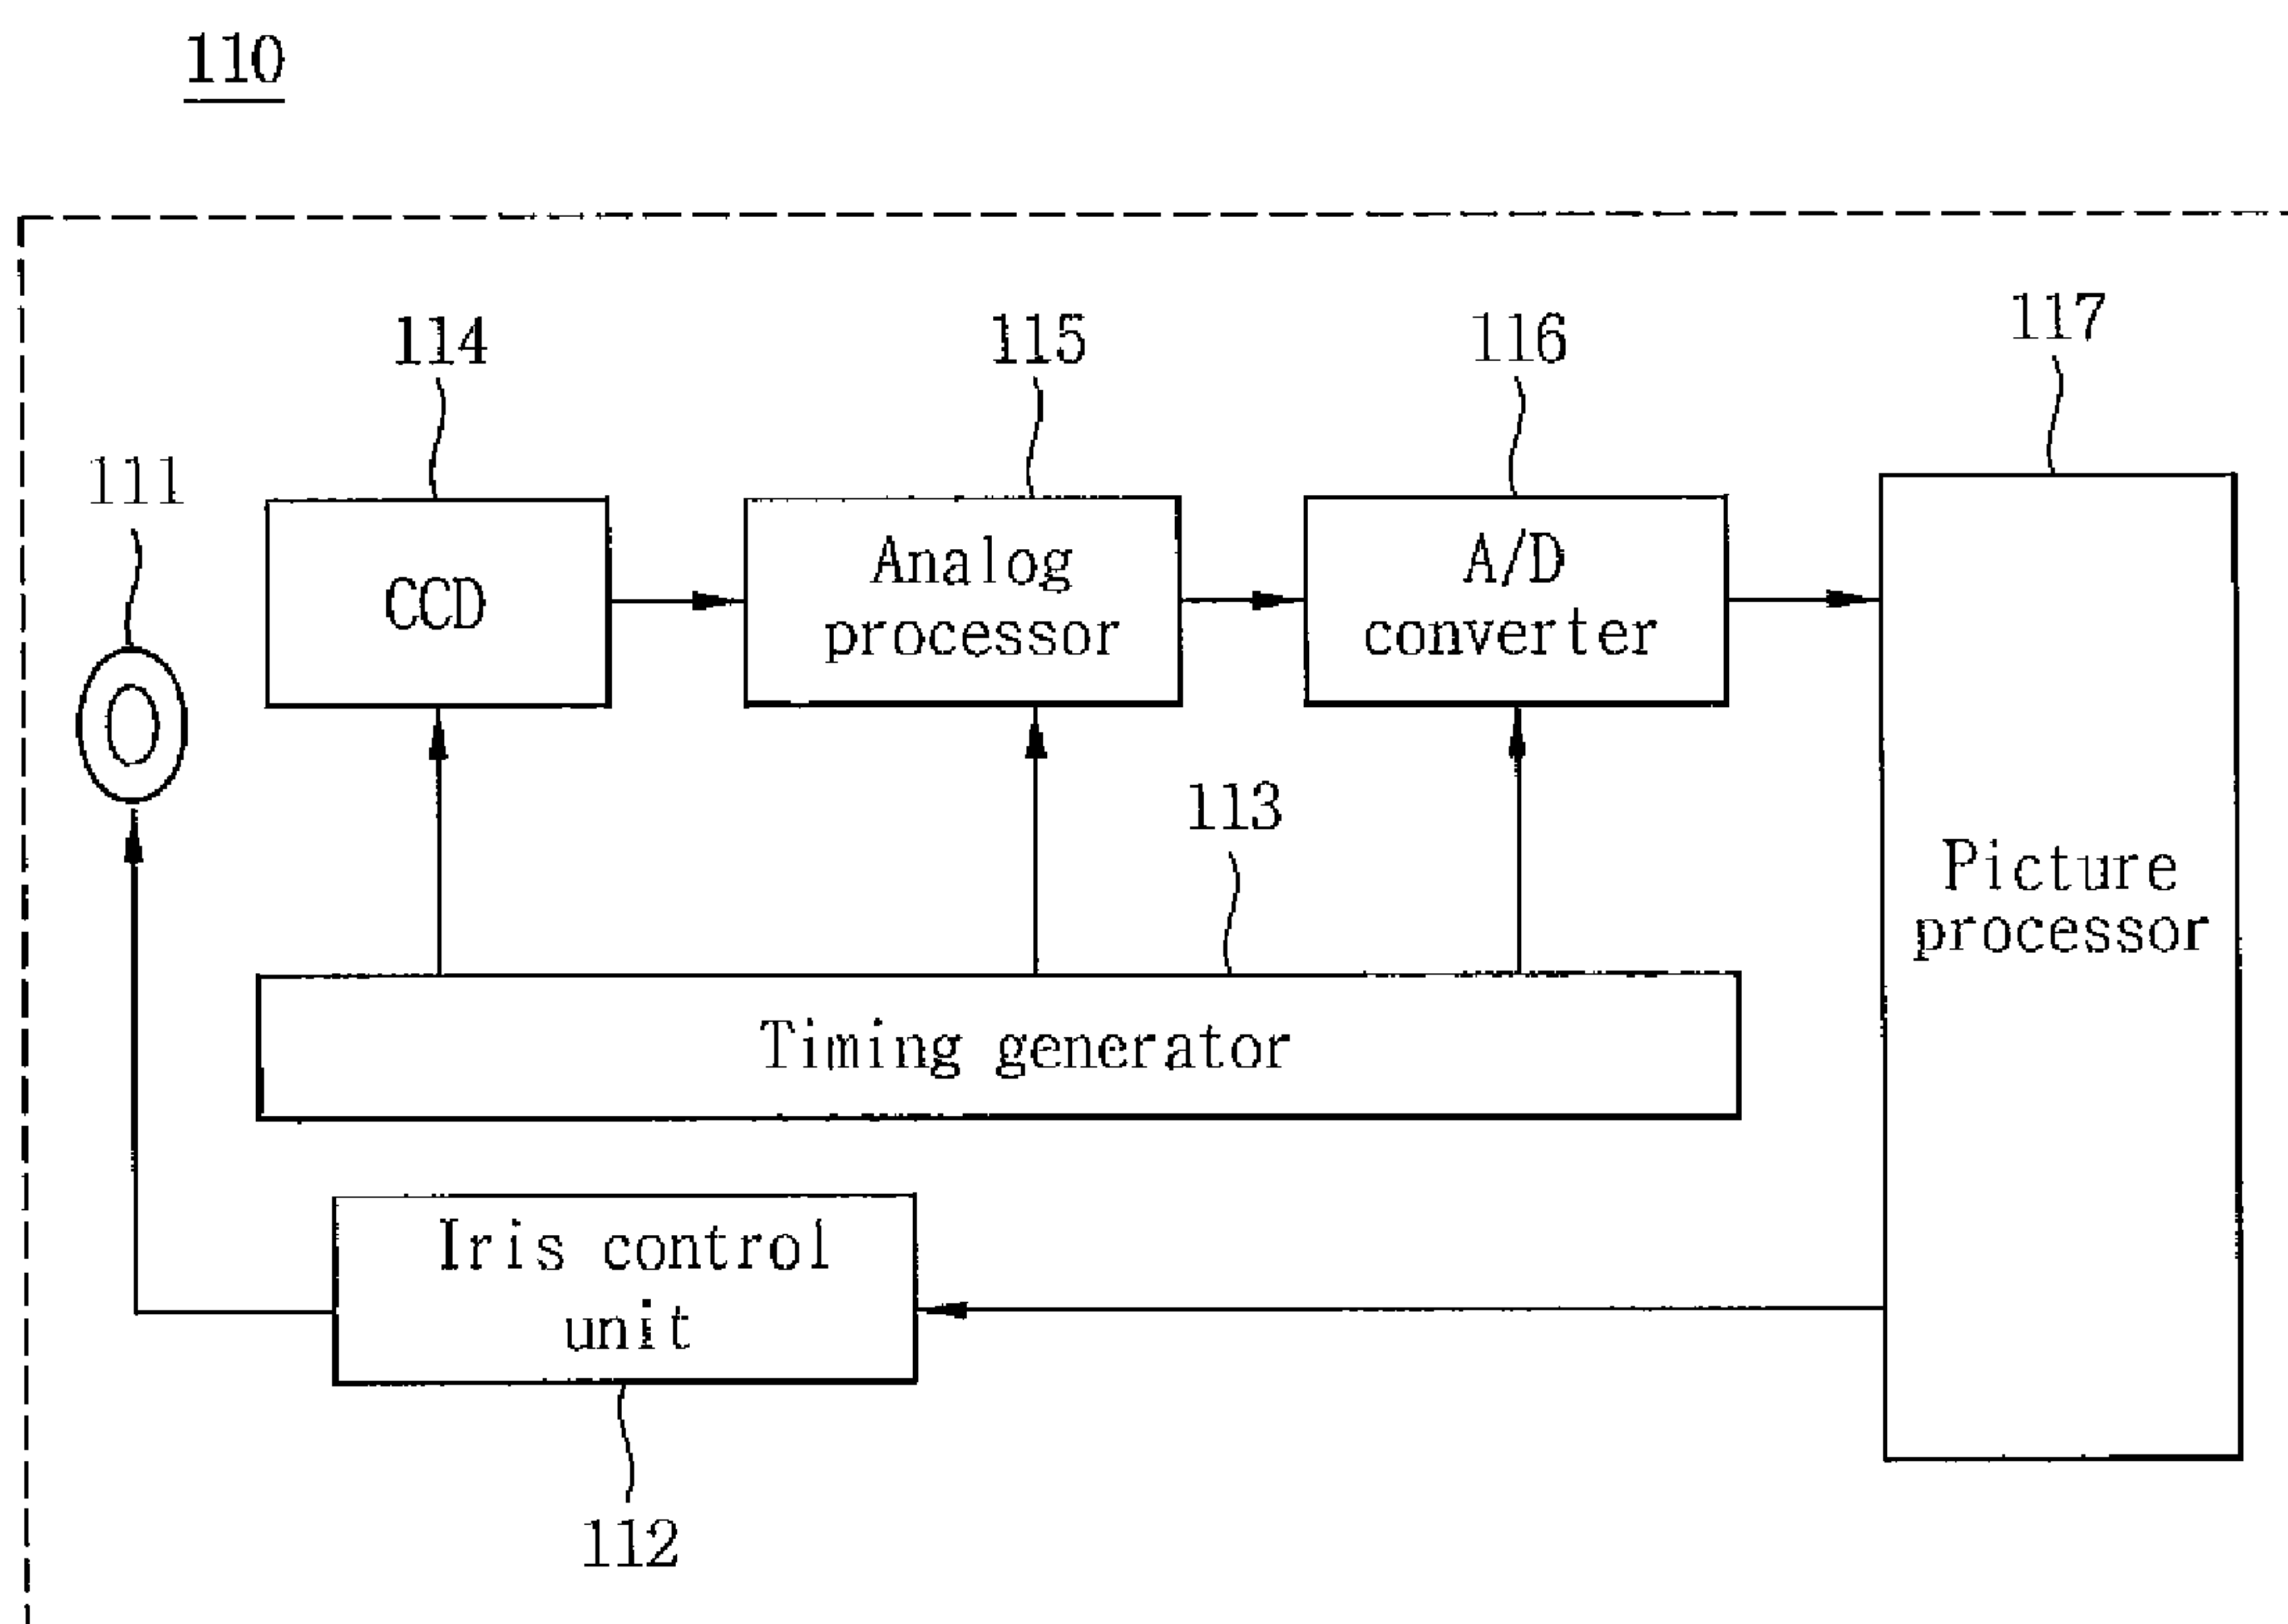 110
114
115
116
117
111
CCD
Analog
processor
A/D
converter
113
Picture
processor
Timing generator
Iris control
unit
112